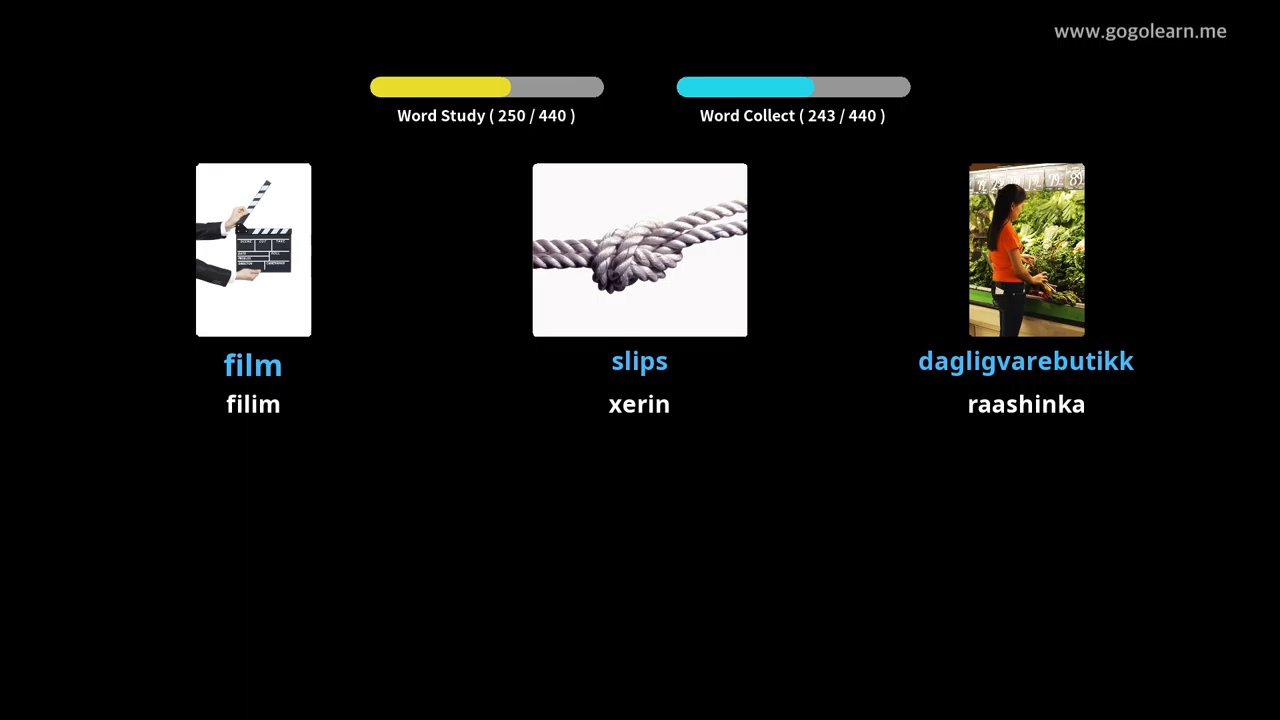 www.gogolearn.me
Word Study ( 250 / 440 )
Word Collect ( 243 / 440 )
film
slips
dagligvarebutikk
filim
xerin
raashinka